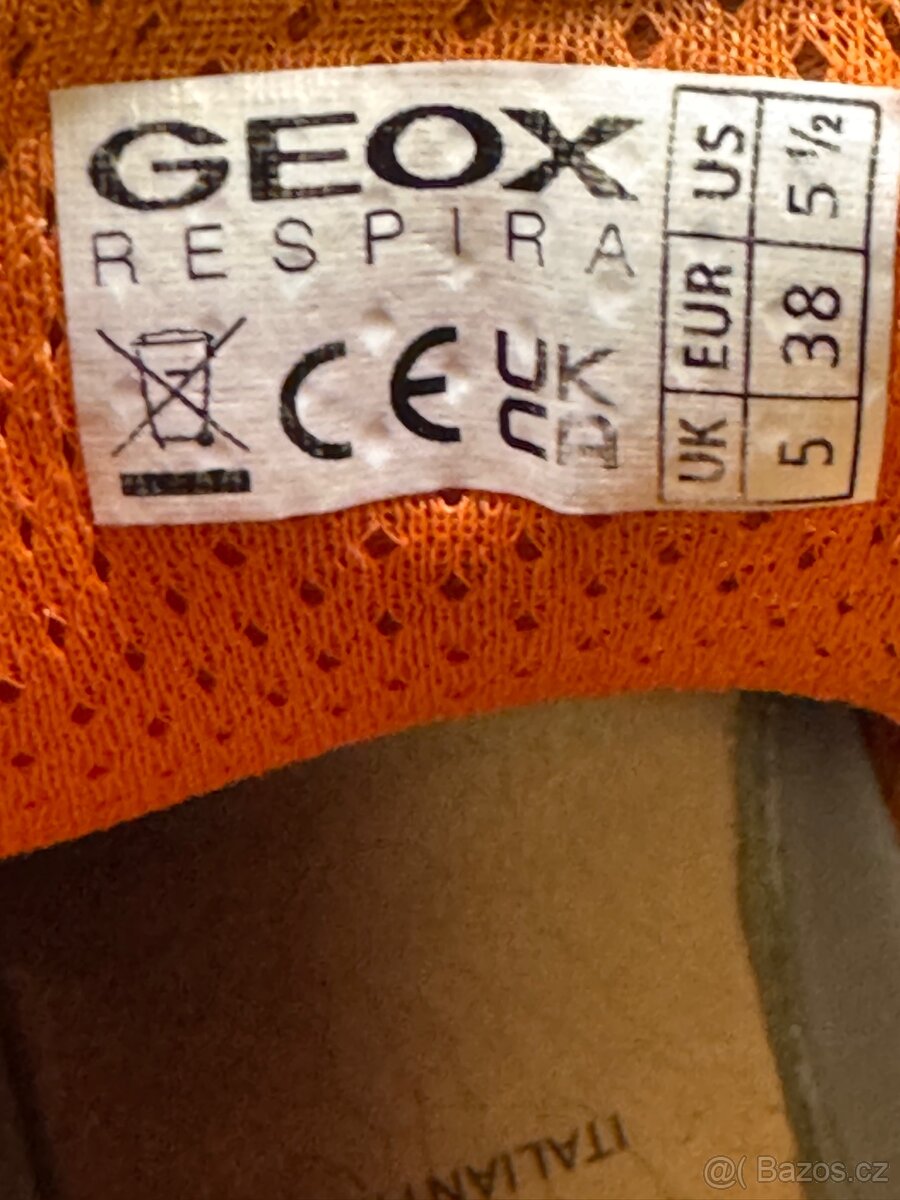 GEOX
RESPIRA
CE UK
CA
US 5 ½
EUR 38
UK 5
ITALIAN
@( Bazos.cz